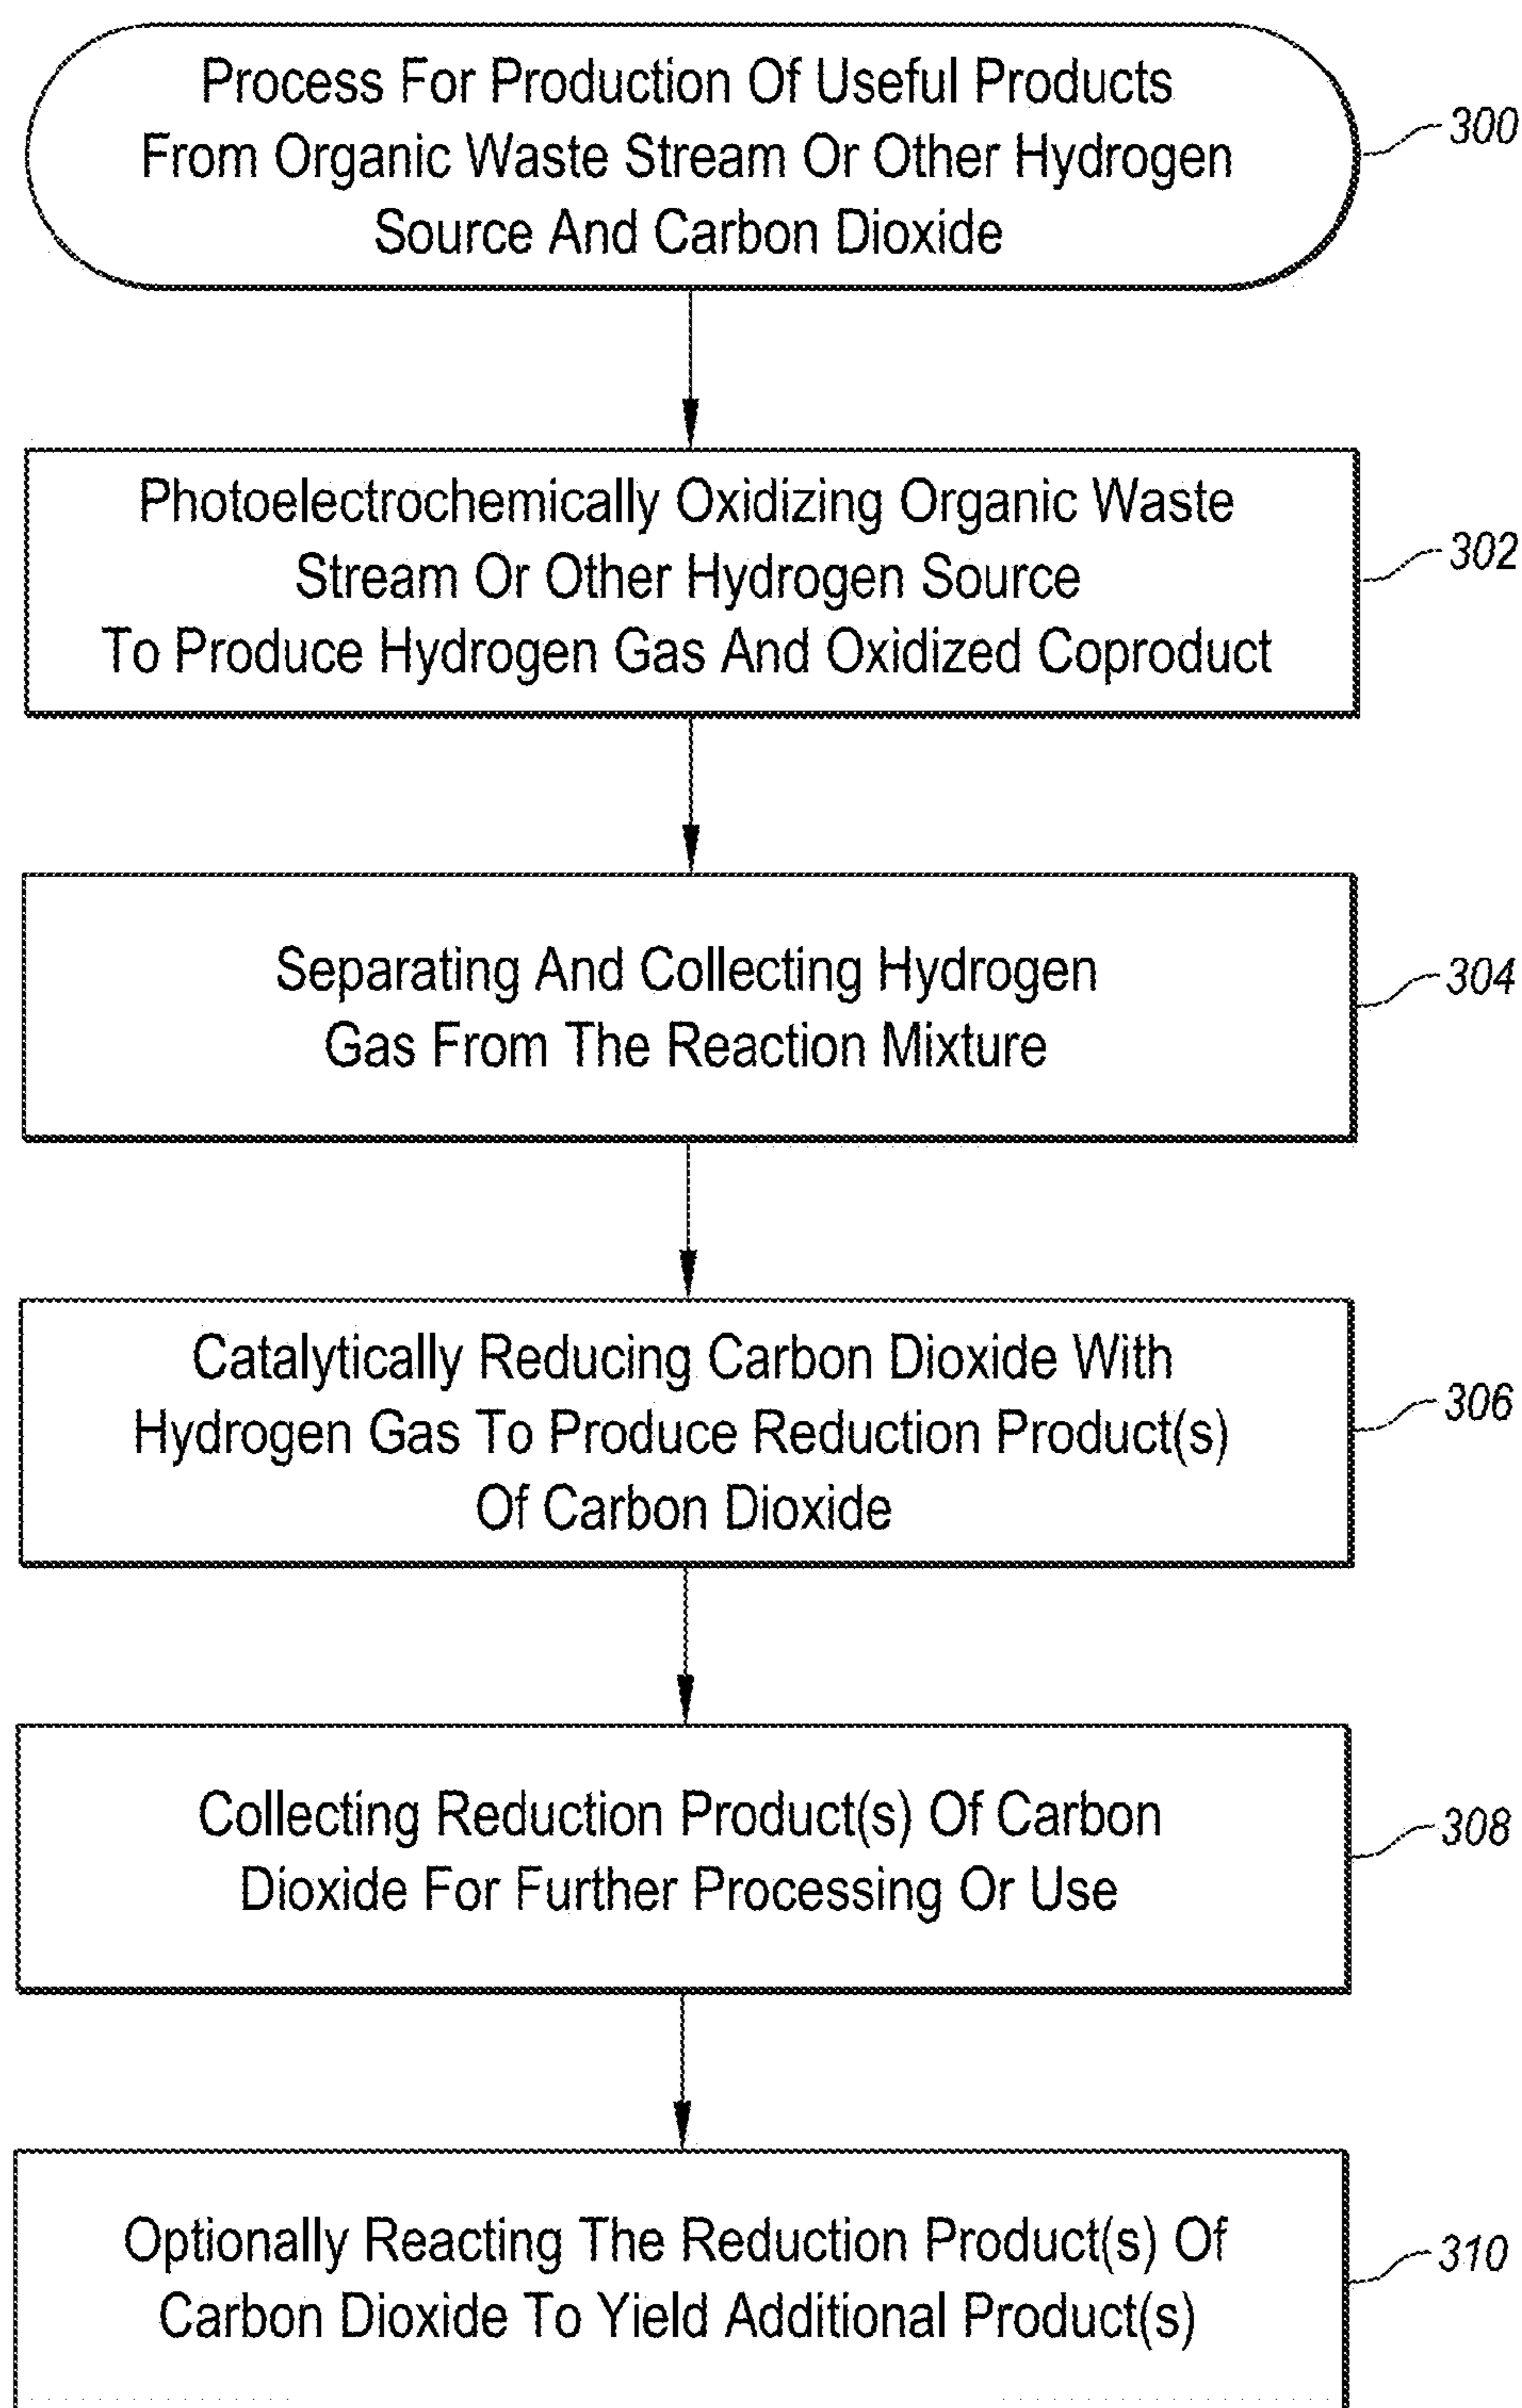 Process For Production Of Useful Products
From Organic Waste Stream Or Other Hydrogen
Source And Carbon Dioxide
300
Photoelectrochemically Oxidizing Organic Waste
Stream Or Other Hydrogen Source
To Produce Hydrogen Gas And Oxidized Coproduct
302
Separating And Collecting Hydrogen
Gas From The Reaction Mixture
304
Catalytically Reducing Carbon Dioxide With
Hydrogen Gas To Produce Reduction Product(s)
Of Carbon Dioxide
306
Collecting Reduction Product(s) Of Carbon
Dioxide For Further Processing Or Use
308
Optionally Reacting The Reduction Product(s) Of
Carbon Dioxide To Yield Additional Product(s)
310